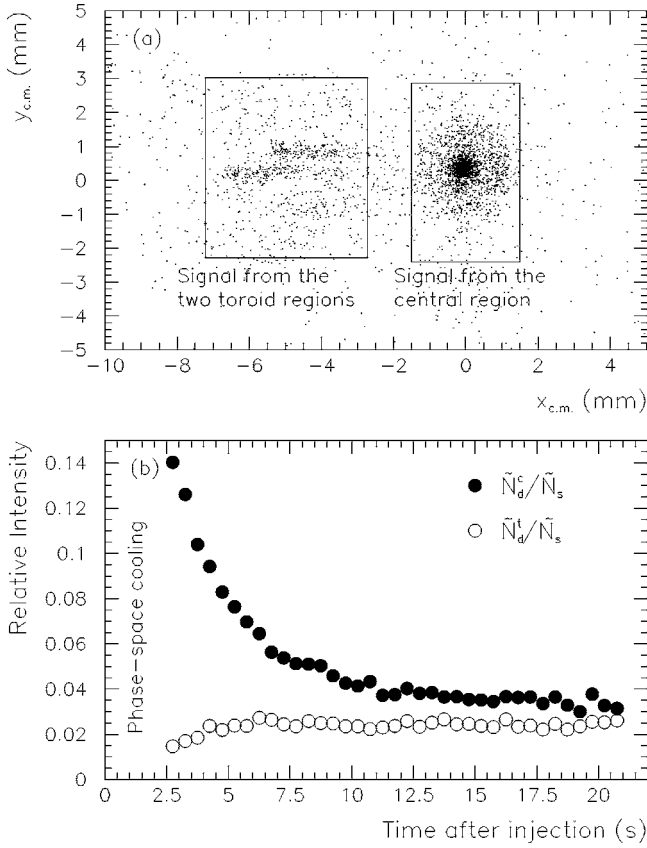 (a)
y_c.m. (mm)
5
4
3
2
1
0
−1
−2
−3
−4
−5
Signal from the
two toroid regions
Signal from the
central region
−10
−8
−6
−4
−2
0
2
4
x_c.m. (mm)
(b)
Relative Intensity
0.14
0.12
0.1
0.08
0.06
0.04
0.02
0
Phase−space cooling
Ñ_d^c/Ñ_s
Ñ_d^t/Ñ_s
0
2.5
5
7.5
10
12.5
15
17.5
20
Time after injection (s)